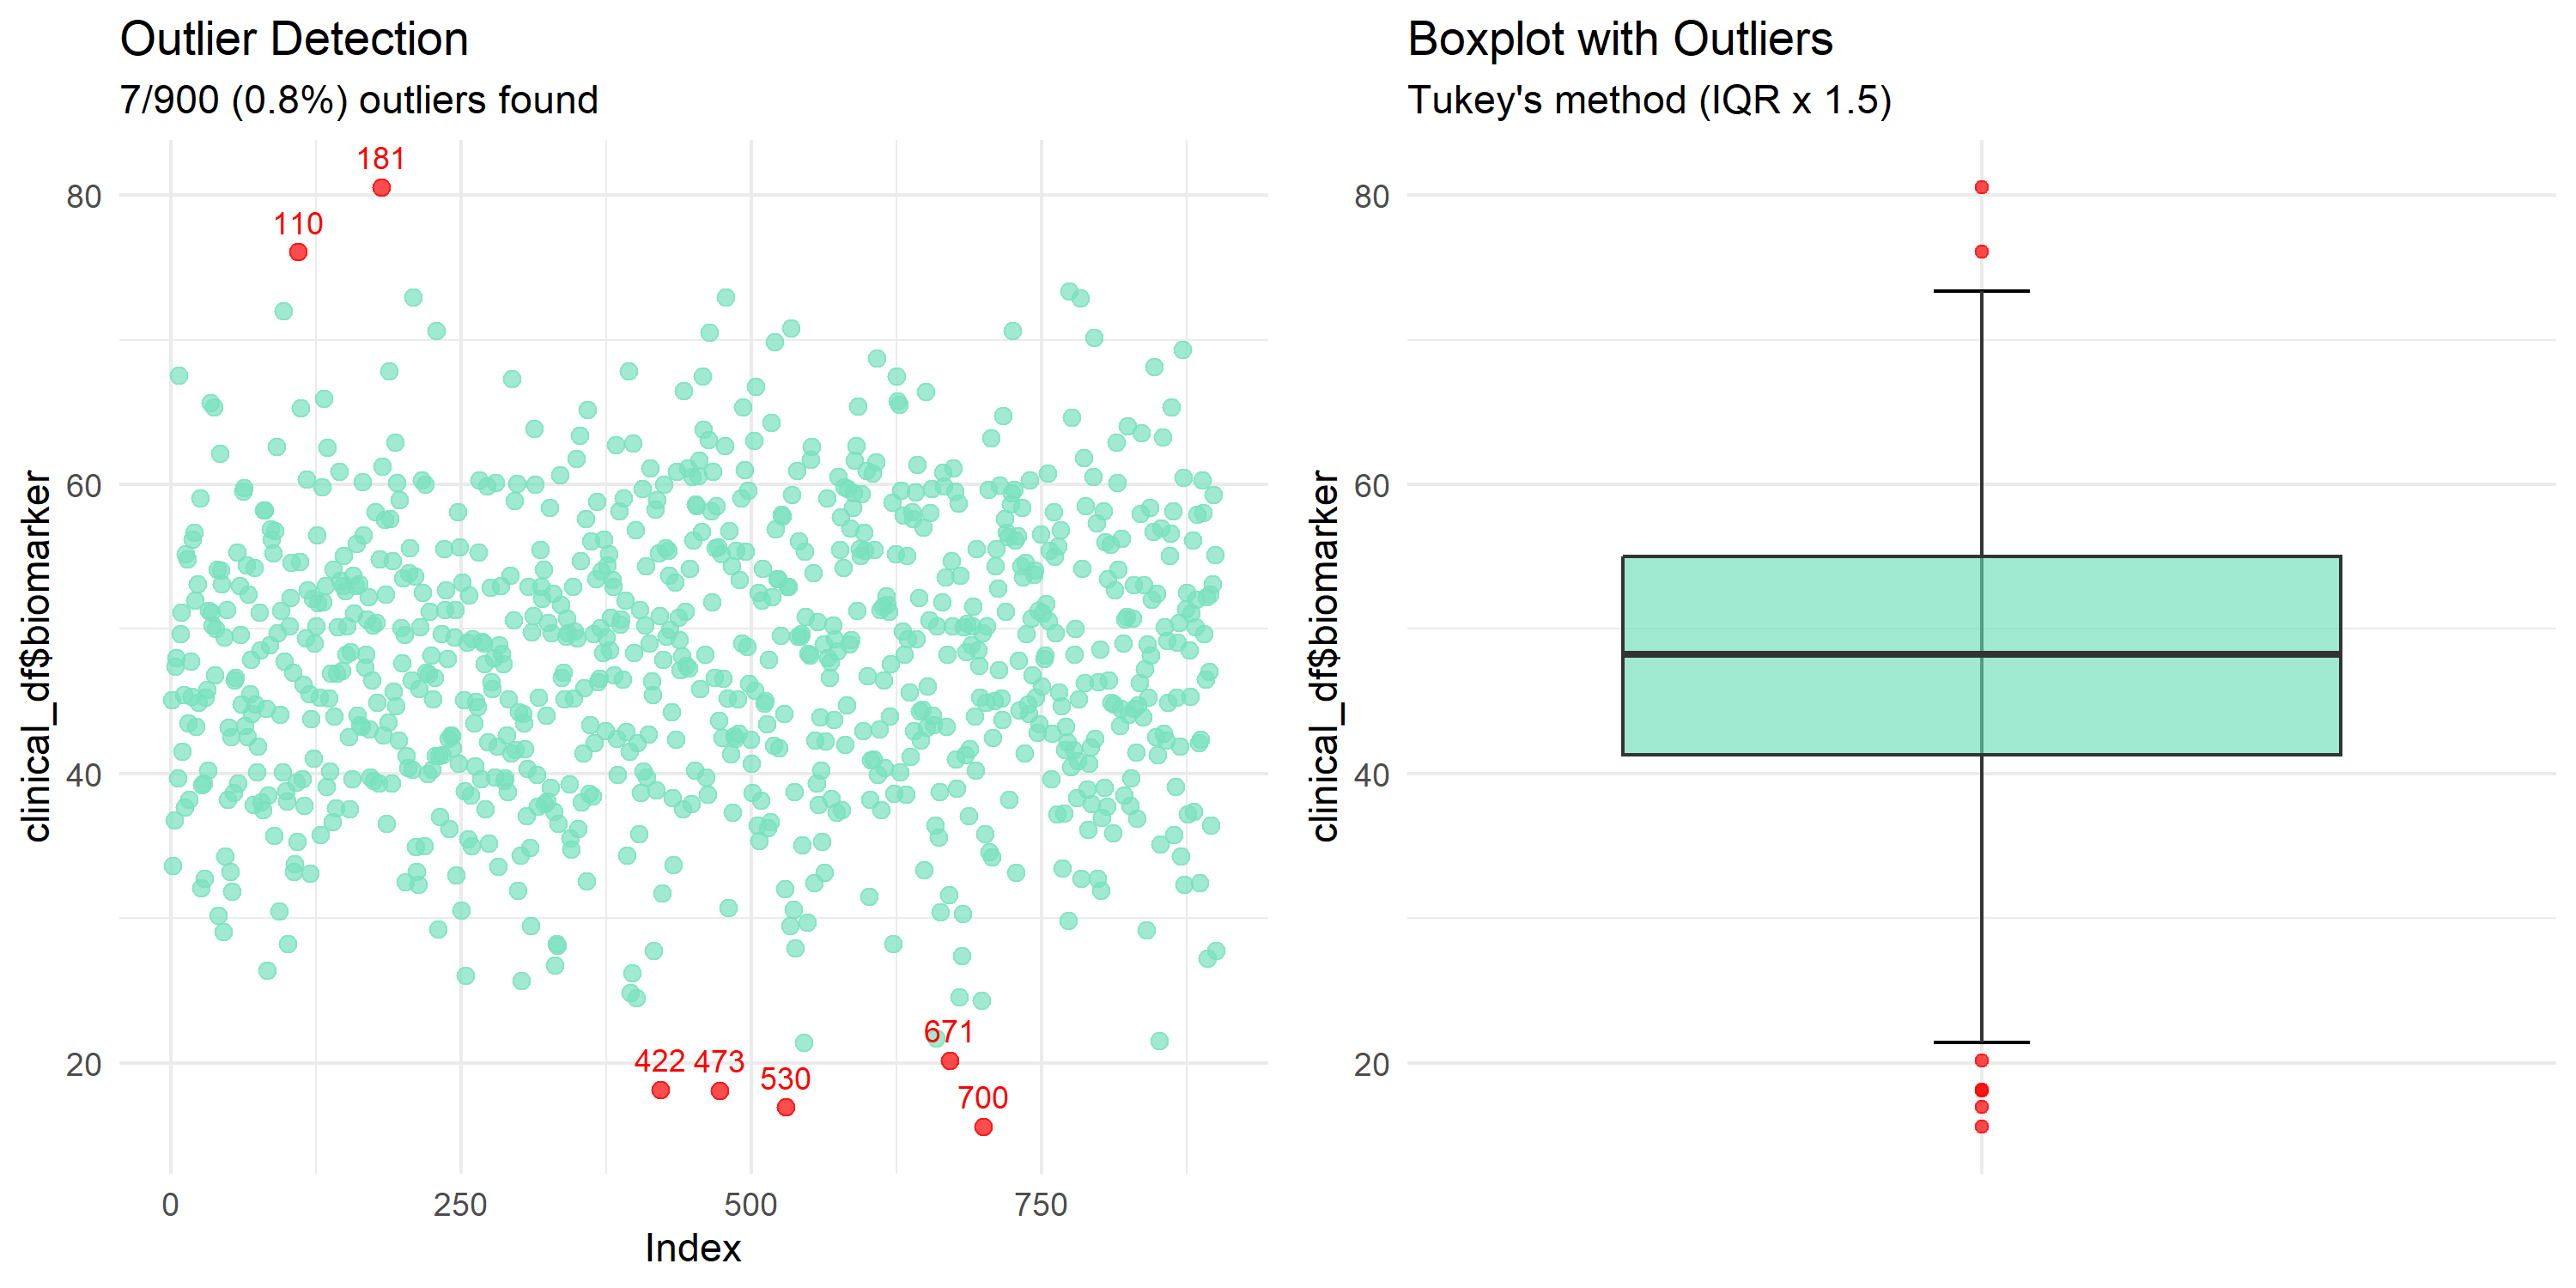 Outlier Detection
7/900 (0.8%) outliers found
clinical_df$biomarker
80
60
40
20
181
110
671
422
473
530
700
0
250
500
750
Index
Boxplot with Outliers
Tukey's method (IQR x 1.5)
clinical_df$biomarker
80
60
40
20